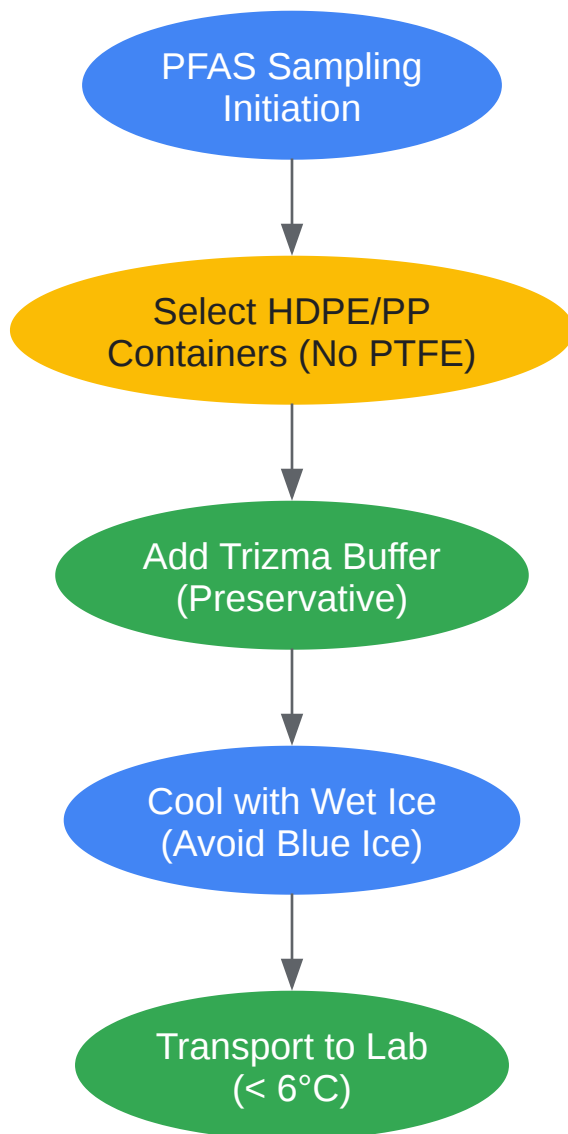 PFAS Sampling
Initiation
Select HDPE/PP
Containers (No PTFE)
Add Trizma Buffer
(Preservative)
Cool with Wet Ice
(Avoid Blue Ice)
Transport to Lab
(< 6°C)